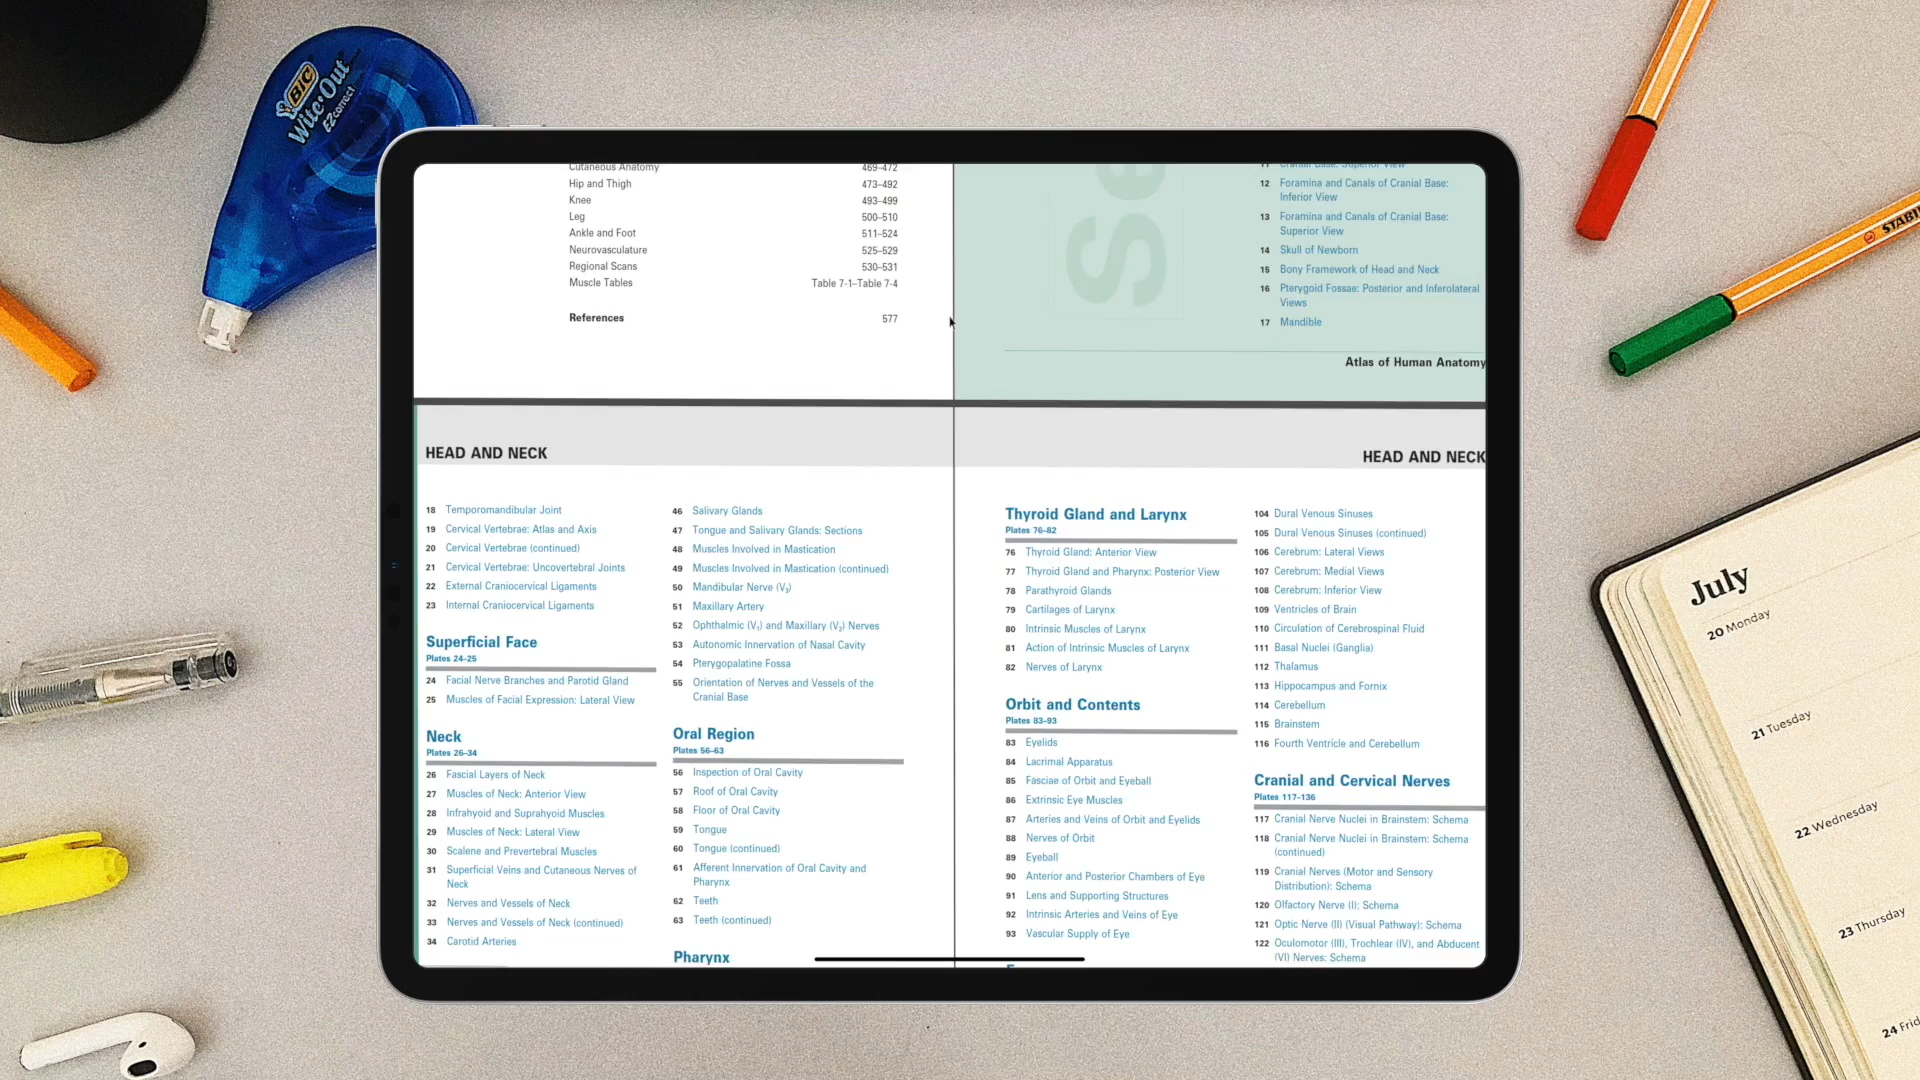 BIC
Wite·Out
EZcorrect
Cutaneous Anatomy 469–472
Hip and Thigh 473–492
Knee 493–499
Leg 500–510
Ankle and Foot 511–524
Neurovasculature 525–529
Regional Scans 530–531
Muscle Tables Table 7-1–Table 7-4
References 577
Se
11 Cranial Base: Superior View
12 Foramina and Canals of Cranial Base:
Inferior View
13 Foramina and Canals of Cranial Base:
Superior View
14 Skull of Newborn
15 Bony Framework of Head and Neck
16 Pterygoid Fossae: Posterior and Inferolateral
Views
17 Mandible
Atlas of Human Anatomy
HEAD AND NECK
18 Temporomandibular Joint
19 Cervical Vertebrae: Atlas and Axis
20 Cervical Vertebrae (continued)
21 Cervical Vertebrae: Uncovertebral Joints
22 External Craniocervical Ligaments
23 Internal Craniocervical Ligaments
Superficial Face
Plates 24–25
24 Facial Nerve Branches and Parotid Gland
25 Muscles of Facial Expression: Lateral View
Neck
Plates 26–34
26 Fascial Layers of Neck
27 Muscles of Neck: Anterior View
28 Infrahyoid and Suprahyoid Muscles
29 Muscles of Neck: Lateral View
30 Scalene and Prevertebral Muscles
31 Superficial Veins and Cutaneous Nerves of
Neck
32 Nerves and Vessels of Neck
33 Nerves and Vessels of Neck (continued)
34 Carotid Arteries
46 Salivary Glands
47 Tongue and Salivary Glands: Sections
48 Muscles Involved in Mastication
49 Muscles Involved in Mastication (continued)
50 Mandibular Nerve (V3)
51 Maxillary Artery
52 Ophthalmic (V1) and Maxillary (V2) Nerves
53 Autonomic Innervation of Nasal Cavity
54 Pterygopalatine Fossa
55 Orientation of Nerves and Vessels of the
Cranial Base
Oral Region
Plates 56–63
56 Inspection of Oral Cavity
57 Roof of Oral Cavity
58 Floor of Oral Cavity
59 Tongue
60 Tongue (continued)
61 Afferent Innervation of Oral Cavity and
Pharynx
62 Teeth
63 Teeth (continued)
Pharynx
HEAD AND NECK
Thyroid Gland and Larynx
Plates 76–82
76 Thyroid Gland: Anterior View
77 Thyroid Gland and Pharynx: Posterior View
78 Parathyroid Glands
79 Cartilages of Larynx
80 Intrinsic Muscles of Larynx
81 Action of Intrinsic Muscles of Larynx
82 Nerves of Larynx
Orbit and Contents
Plates 83–93
83 Eyelids
84 Lacrimal Apparatus
85 Fasciae of Orbit and Eyeball
86 Extrinsic Eye Muscles
87 Arteries and Veins of Orbit and Eyelids
88 Nerves of Orbit
89 Eyeball
90 Anterior and Posterior Chambers of Eye
91 Lens and Supporting Structures
92 Intrinsic Arteries and Veins of Eye
93 Vascular Supply of Eye
104 Dural Venous Sinuses
105 Dural Venous Sinuses (continued)
106 Cerebrum: Lateral Views
107 Cerebrum: Medial Views
108 Cerebrum: Inferior View
109 Ventricles of Brain
110 Circulation of Cerebrospinal Fluid
111 Basal Nuclei (Ganglia)
112 Thalamus
113 Hippocampus and Fornix
114 Cerebellum
115 Brainstem
116 Fourth Ventricle and Cerebellum
Cranial and Cervical Nerves
Plates 117–136
117 Cranial Nerve Nuclei in Brainstem: Schema
118 Cranial Nerve Nuclei in Brainstem: Schema
(continued)
119 Cranial Nerves (Motor and Sensory
Distribution): Schema
120 Olfactory Nerve (I): Schema
121 Optic Nerve (II) (Visual Pathway): Schema
122 Oculomotor (III), Trochlear (IV), and Abducent
(VI) Nerves: Schema
STABI
July
20 Monday
21 Tuesday
22 Wednesday
23 Thursday
24 Frid